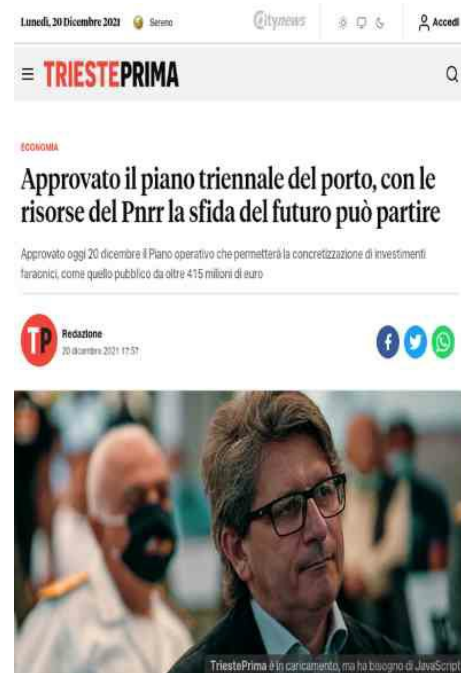 Lunedì, 20 Dicembre 2021 Sereno Citynews Accedi
TRIESTEPRIMA
ECONOMIA
Approvato il piano triennale del porto, con le
risorse del Pnrr la sfida del futuro può partire
Approvato oggi 20 dicembre il Piano operativo che permetterà la concretizzazione di investimenti
faraonici, come quello pubblico da oltre 415 milioni di euro
TP
Redazione
20 dicembre 2021 17:57
TriestePrima è in caricamento, ma ha bisogno di JavaScript